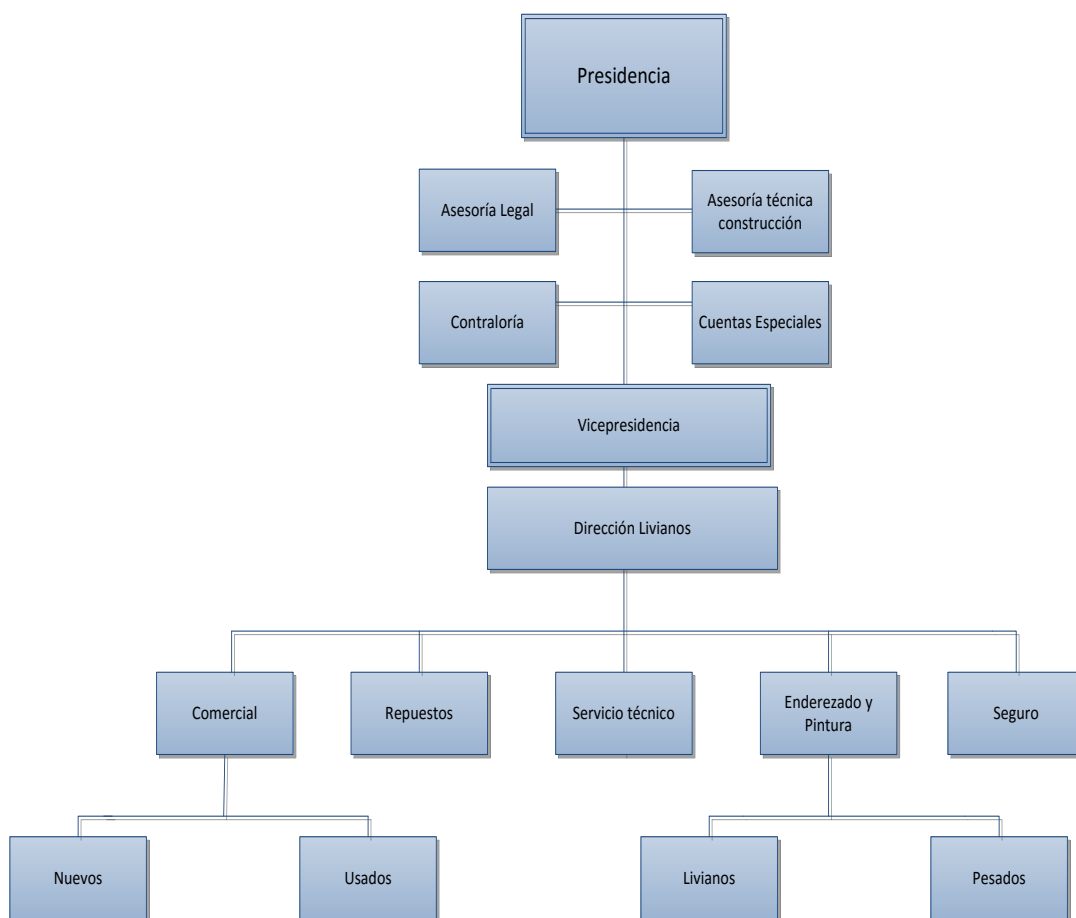 Presidencia
Asesoría Legal
Asesoría técnica
construcción
Contraloría
Cuentas Especiales
Vicepresidencia
Dirección Livianos
Comercial
Repuestos
Servicio técnico
Enderezado y
Pintura
Seguro
Nuevos
Usados
Livianos
Pesados